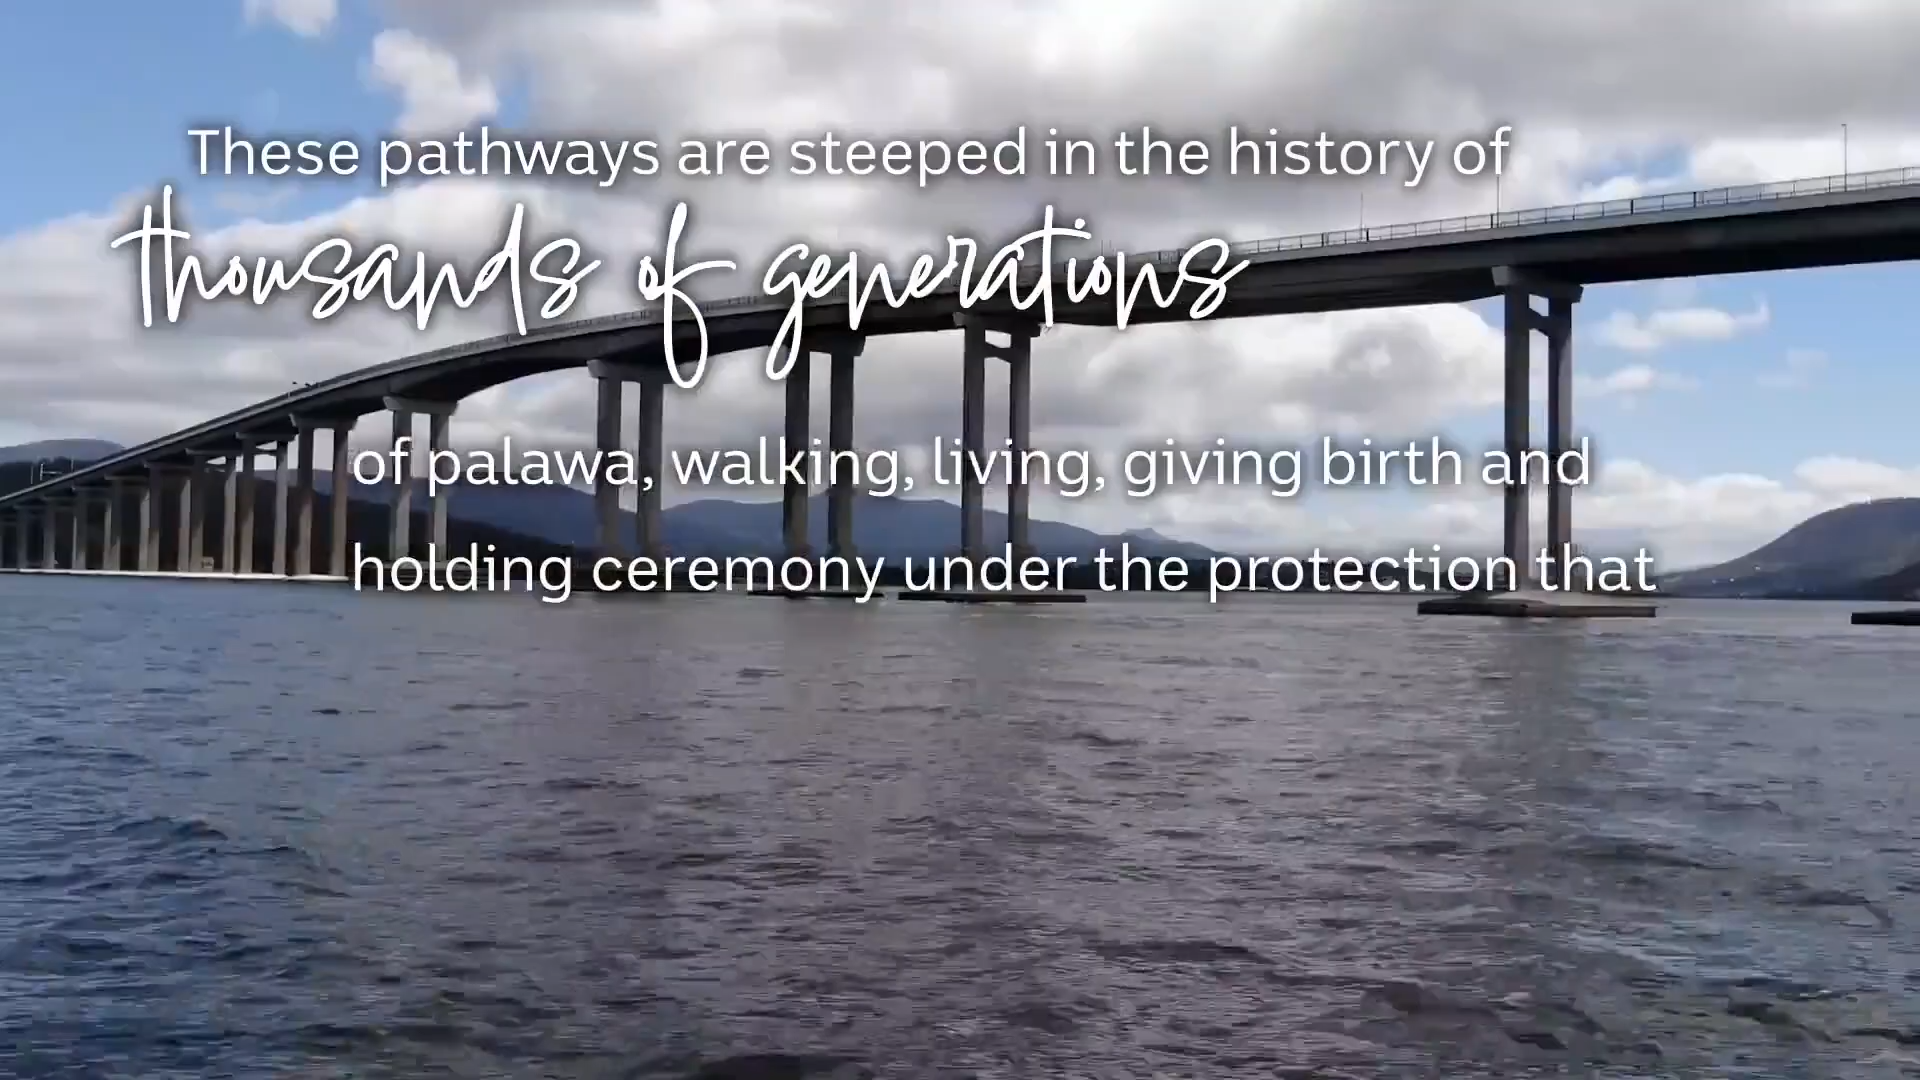 These pathways are steeped in the history of
thousands of generations
of palawa, walking, living, giving birth and
holding ceremony under the protection that